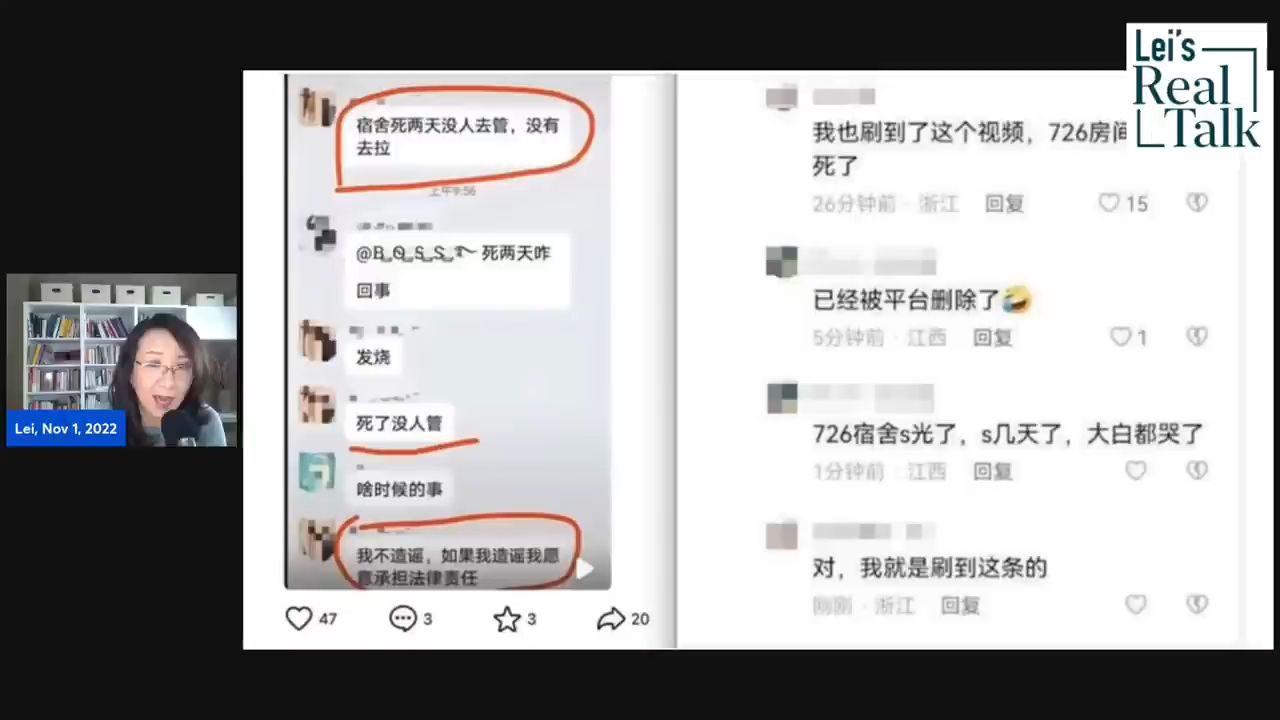 Lei's
Real
Talk
宿舍死两天没人去管，没有
去拉
上午9:56
@B_O_S_S_ 死两天咋
回事
发烧
死了没人管
啥时候的事
我不造谣，如果我造谣我愿
意承担法律责任
47
3
3
20
我也刷到了这个视频，726房间
死了
26分钟前 · 浙江 回复
15
已经被平台删除了🤣
5分钟前 · 江西 回复
1
726宿舍s光了，s几天了，大白都哭了
1分钟前 · 江西 回复
对，我就是刷到这条的
刚刚 · 浙江 回复
Lei, Nov 1, 2022